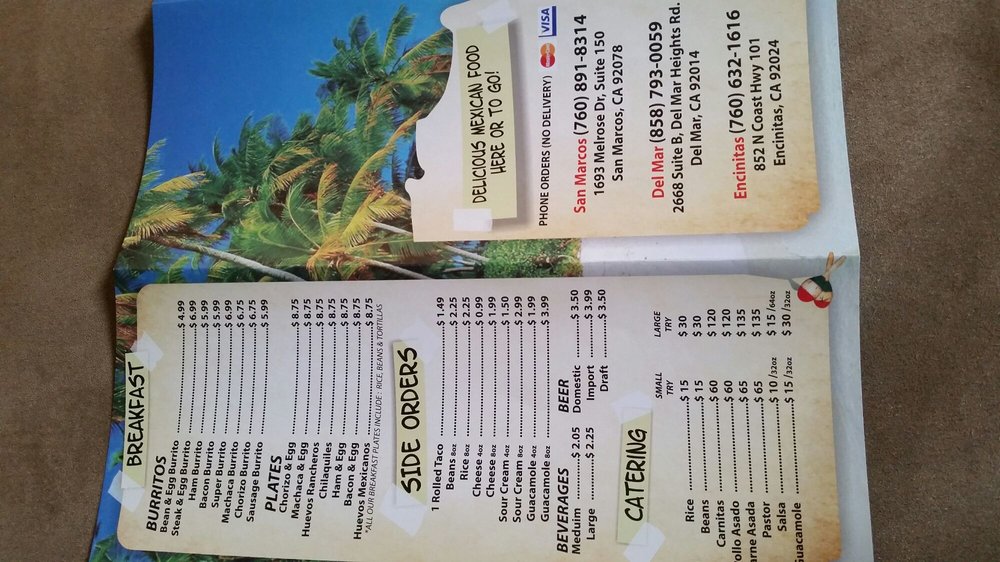 BREAKFAST
BURRITOS
Bean & Egg Burrito ........ $ 4.99
Steak & Egg Burrito ........ $ 6.99
Ham Burrito ........ $ 5.99
Bacon Burrito ........ $ 5.99
Super Burrito ........ $ 6.99
Machaca Burrito ........ $ 6.99
Chorizo Burrito ........ $ 6.75
Sausage Burrito ........ $ 5.99
PLATES
Chorizo & Egg ........ $ 8.75
Machaca & Egg ........ $ 8.75
Huevos Rancheros ........ $ 8.75
Chilaquiles ........ $ 8.75
Ham & Egg ........ $ 8.75
Bacon & Egg ........ $ 8.75
Huevos Mexicanos ........ $ 8.75
*ALL OUR BREAKFAST PLATES INCLUDE : RICE, BEANS & TORTILLAS
SIDE ORDERS
1 Rolled Taco ........ $ 1.49
Beans 8oz ........ $ 2.25
Rice 8oz ........ $ 2.25
Cheese 4oz ........ $ 0.99
Cheese 8oz ........ $ 1.99
Sour Cream 4oz ........ $ 1.50
Sour Cream 8oz ........ $ 2.99
Guacamole 4oz ........ $ 1.99
Guacamole 8oz ........ $ 3.99
BEVERAGES
Meduim ........ $ 2.05
Large ........ $ 2.25
BEER
Domestic ........ $ 3.50
Import ........ $ 3.99
Draft ........ $ 3.50
CATERING
SMALL TRY LARGE TRY
Rice ........ $ 15 $ 30
Beans ........ $ 15 $ 30
Carnitas ........ $ 60 $ 120
ollo Asado ........ $ 60 $ 120
arne Asada ........ $ 65 $ 135
Pastor ........ $ 65 $ 135
Salsa ........ $ 10 /32oz $ 15 /64oz
Guacamole ........ $ 15 /32oz $ 30 /32oz
DELICIOUS MEXICAN FOOD
HERE OR TO GO!
PHONE ORDERS (NO DELIVERY) MasterCard VISA
San Marcos (760) 891-8314
1693 Melrose Dr, Suite 150
San Marcos, CA 92078
Del Mar (858) 793-0059
2668 Suite B, Del Mar Heights Rd.
Del Mar, CA 92014
Encinitas (760) 632-1616
852 N Coast Hwy 101
Encinitas, CA 92024